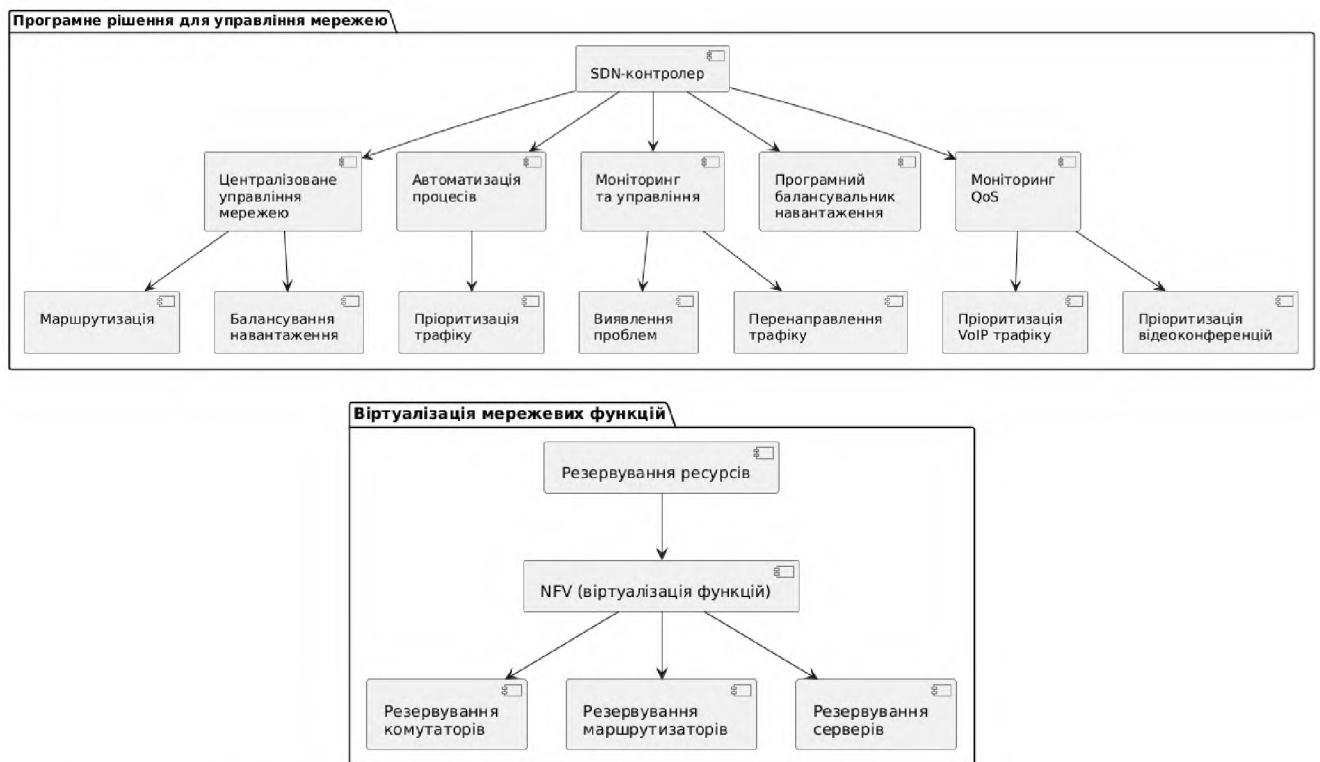 Програмне рішення для управління мережею
SDN-контролер
Централізоване
управління
мережею
Автоматизація
процесів
Моніторинг
та управління
Програмний
балансувальник
навантаження
Моніторинг
QoS
Маршрутизація
Балансування
навантаження
Пріоритизація
трафіку
Виявлення
проблем
Перенаправлення
трафіку
Пріоритизація
VoIP трафіку
Пріоритизація
відеоконференцій
Віртуалізація мережевих функцій
Резервування ресурсів
NFV (віртуалізація функцій)
Резервування
комутаторів
Резервування
маршрутизаторів
Резервування
серверів